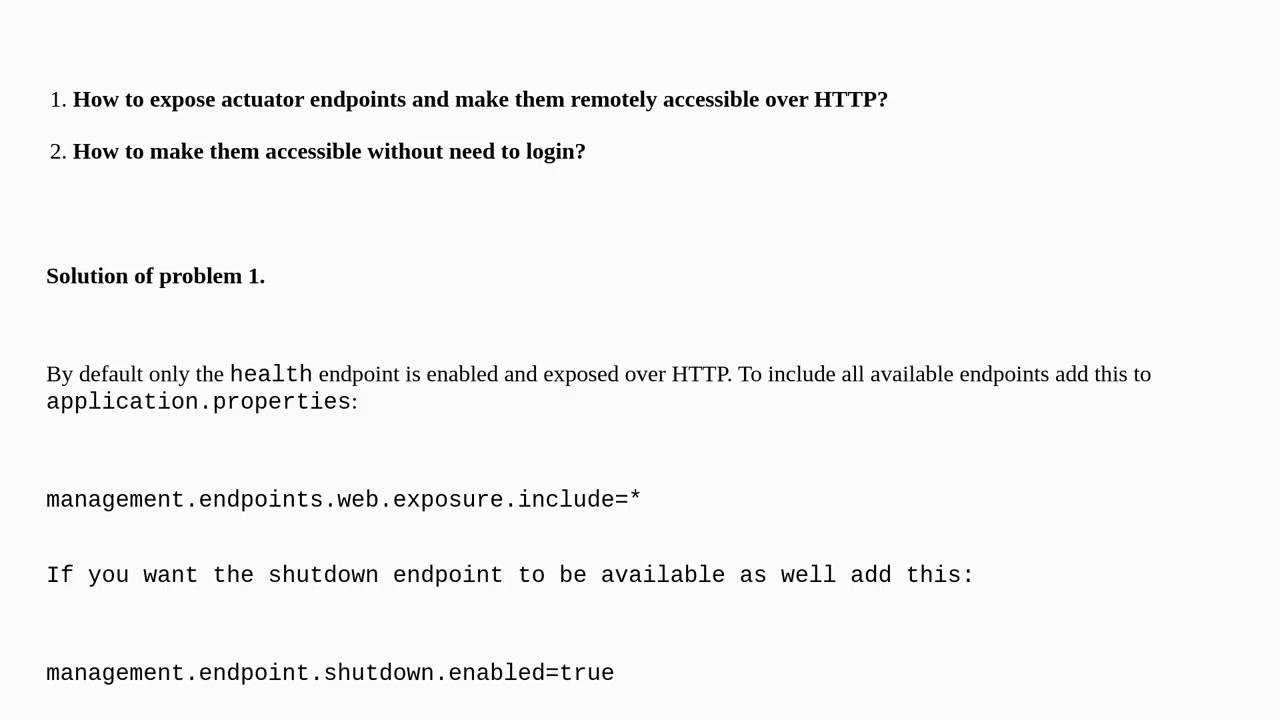 1. How to expose actuator endpoints and make them remotely accessible over HTTP?
2. How to make them accessible without need to login?
Solution of problem 1.
By default only the health endpoint is enabled and exposed over HTTP. To include all available endpoints add this to
application.properties:
management.endpoints.web.exposure.include=*
If you want the shutdown endpoint to be available as well add this:
management.endpoint.shutdown.enabled=true